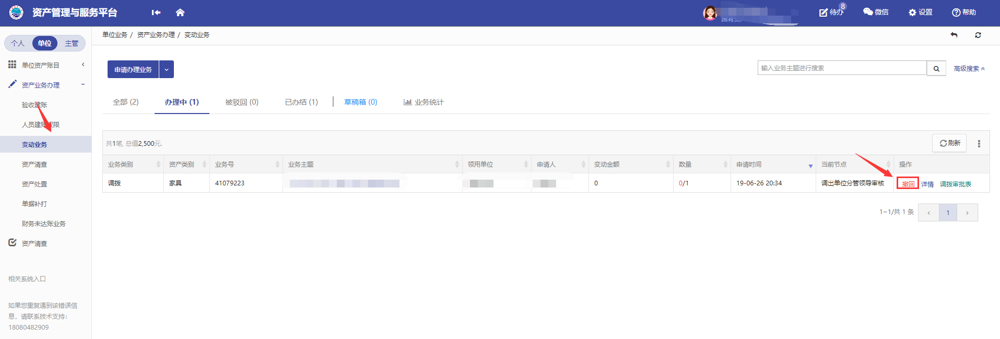 资产管理与服务平台
待办 8
微信
设置
帮助
个人 单位 主管
单位业务 / 资产业务办理 / 变动业务
单位资产账目
资产业务办理
验收建账
变动业务
资产清查
资产处置
单据补打
财务未达账业务
资产清查
相关系统入口
如果您重复遇到该错误信
息，请联系技术支持：
18080482909
申请办理业务
输入业务主题进行搜索
高级搜索
全部 (2) 办理中 (1) 被驳回 (0) 已办结 (1) 草稿箱 (0) 业务统计
共1笔, 总值2,500元.
刷新
业务类别 资产类别 业务号 业务主题 领用单位 申请人 变动金额 数量 申请时间 当前节点 操作
调拨 家具 41079223 0 0/1 19-06-26 20:34 调出单位分管领导审核 撤回 详情 调拨审批表
1~1/共 1 条 ‹ 1 ›